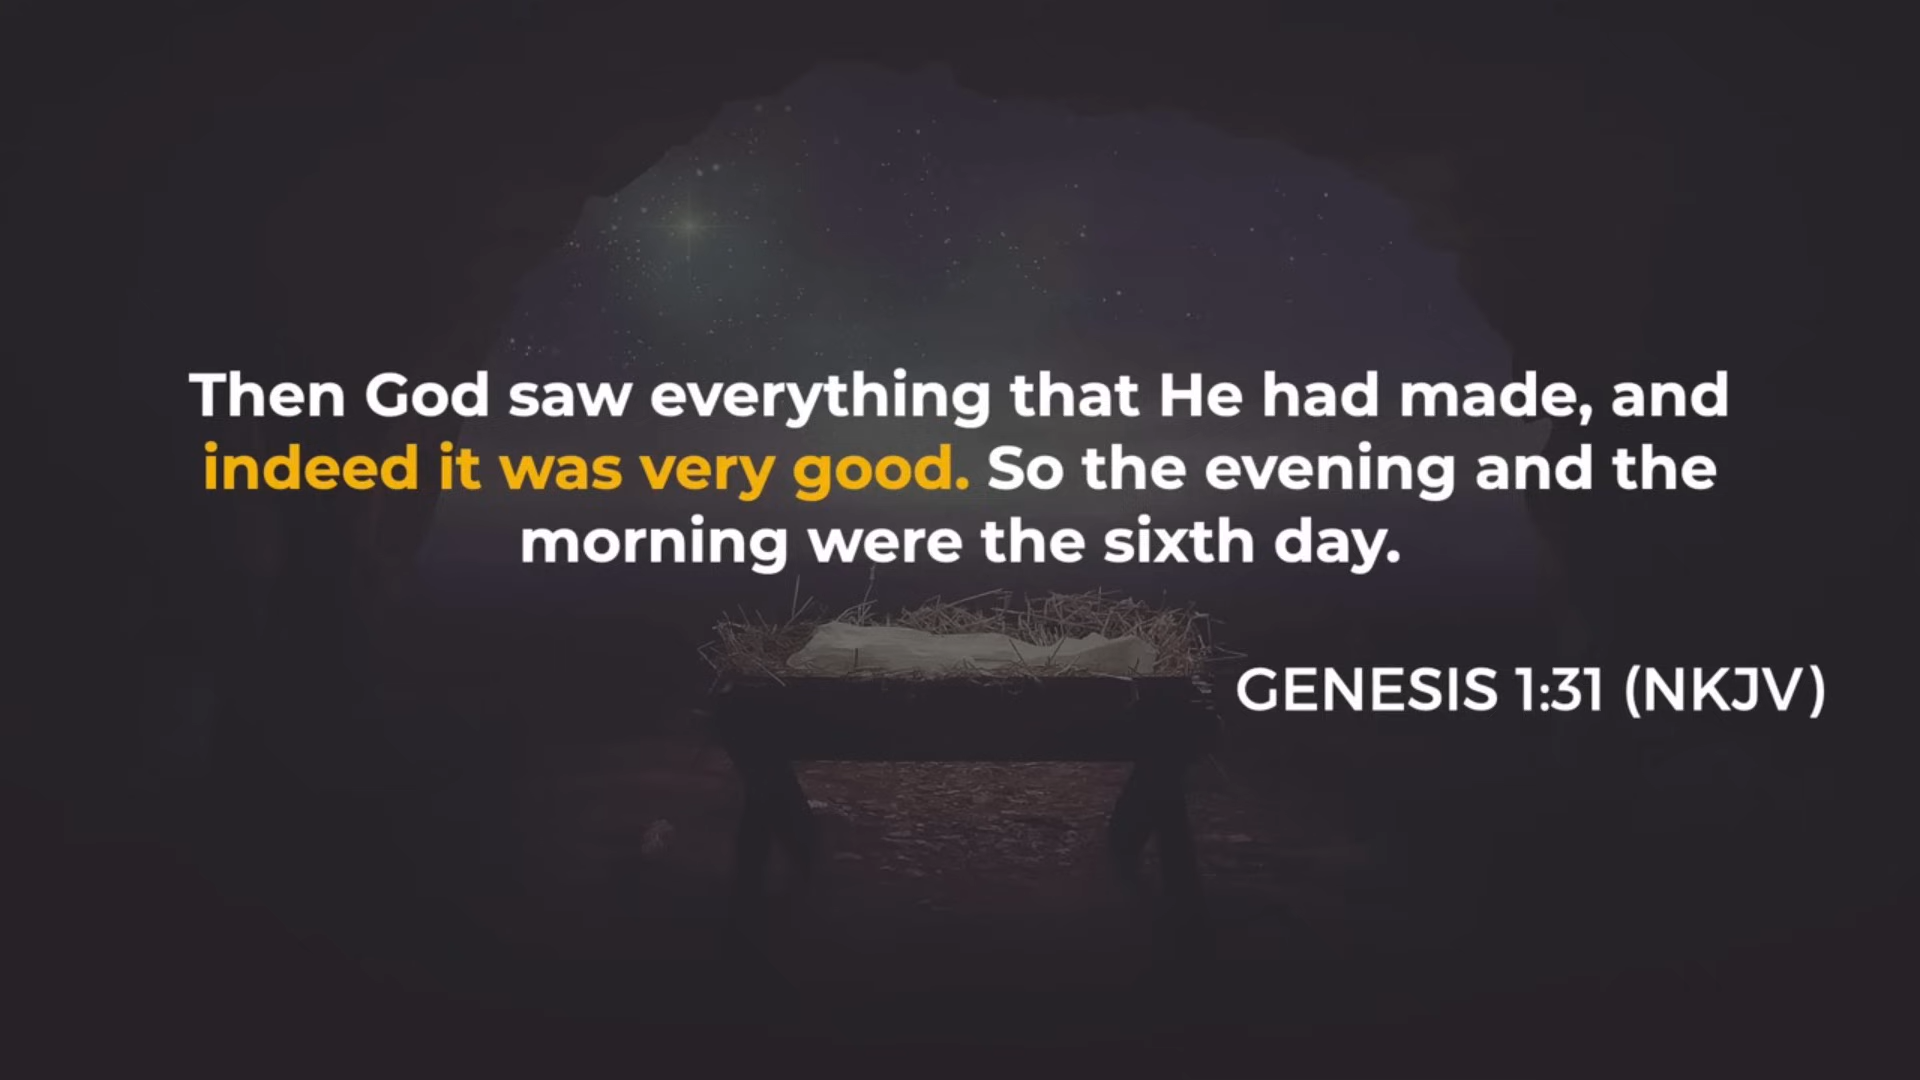 Then God saw everything that He had made, and
indeed it was very good. So the evening and the
morning were the sixth day.
GENESIS 1:31 (NKJV)